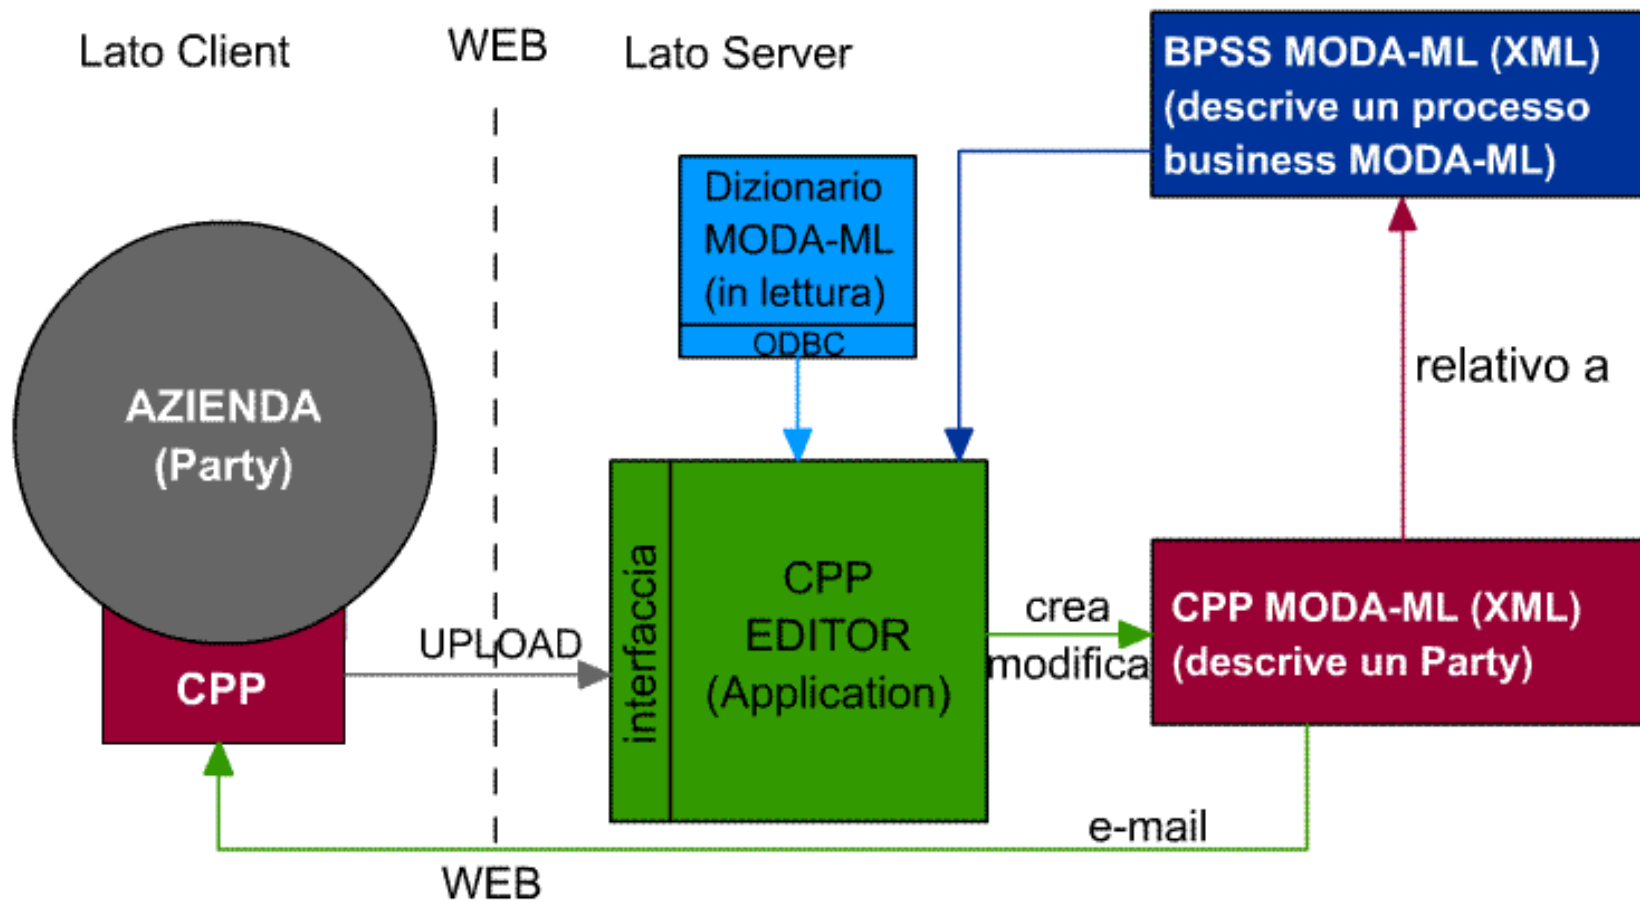 Lato Client
WEB
Lato Server
BPSS MODA-ML (XML)
(descrive un processo
business MODA-ML)
Dizionario
MODA-ML
(in lettura)
ODBC
relativo a
AZIENDA
(Party)
CPP
UPLOAD
interfaccia
CPP
EDITOR
(Application)
crea
modifica
CPP MODA-ML (XML)
(descrive un Party)
e-mail
WEB